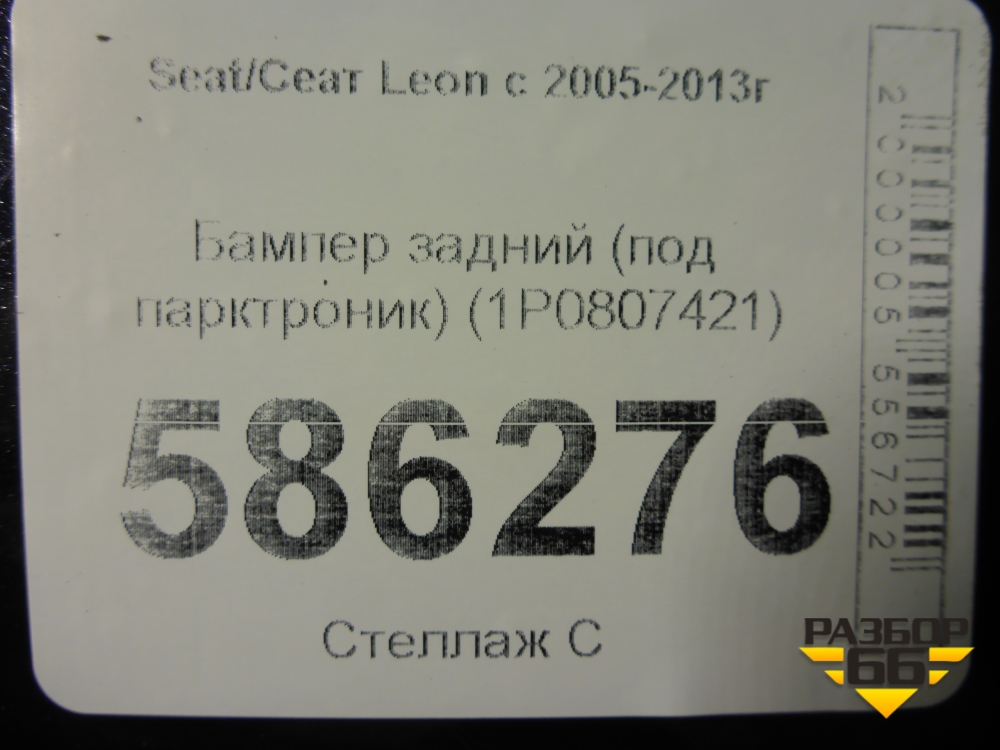 Seat/Сеат Leon с 2005-2013г
Бампер задний (под
парктроник) (1P0807421)
586276
Стеллаж С
2000005556722
РАЗБОР
66